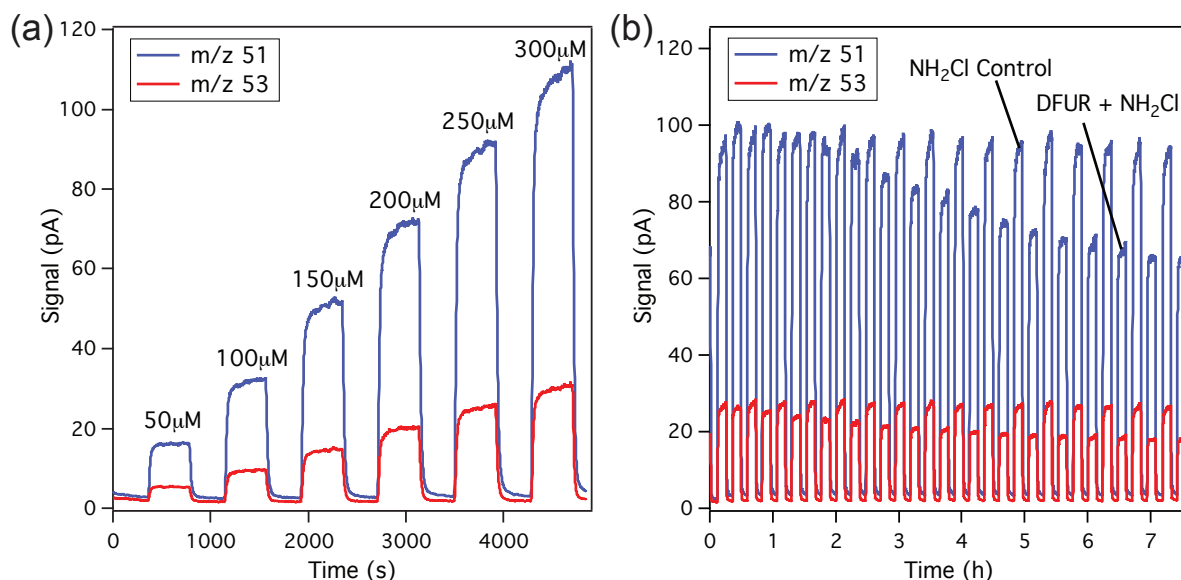 (a)
m/z 51
m/z 53
120
100
80
60
40
20
0
Signal (pA)
50μM
100μM
150μM
200μM
250μM
300μM
0
1000
2000
3000
4000
Time (s)
(b)
m/z 51
m/z 53
NH₂Cl Control
DFUR + NH₂Cl
120
100
80
60
40
20
0
Signal (pA)
0
1
2
3
4
5
6
7
Time (h)